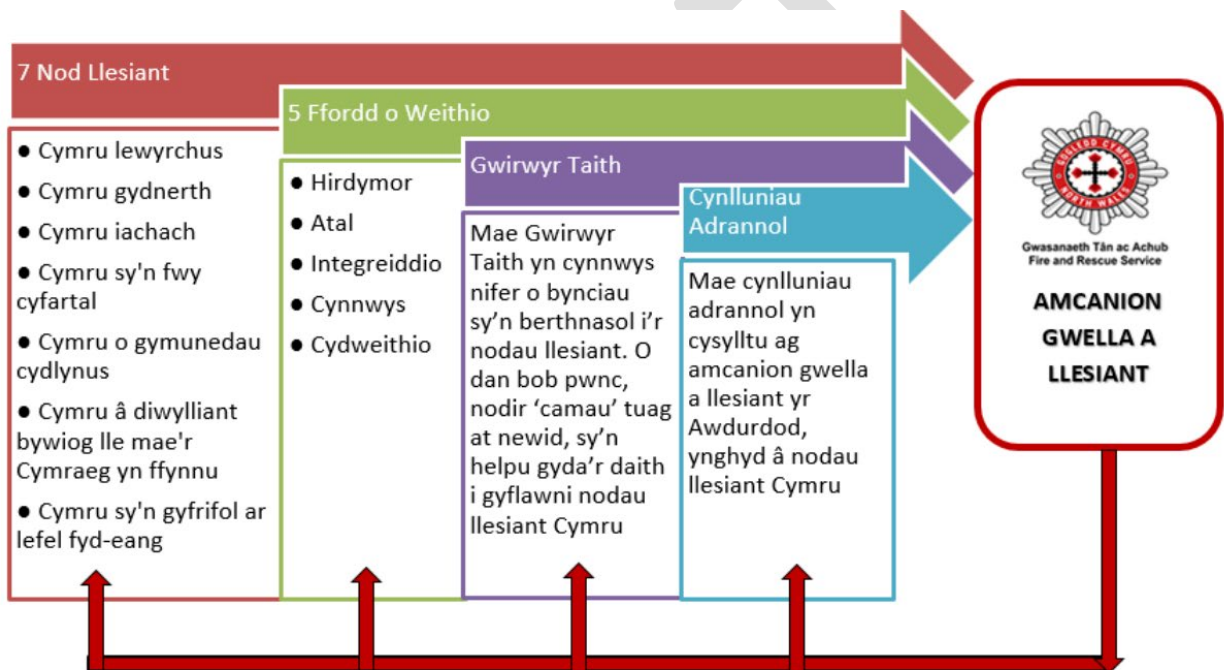 7 Nod Llesiant
● Cymru lewyrchus
● Cymru gydnerth
● Cymru iachach
● Cymru sy'n fwy
cyfartal
● Cymru o gymunedau
cydlynus
● Cymru â diwylliant
bywiog lle mae'r
Cymraeg yn ffynnu
● Cymru sy'n gyfrifol ar
lefel fyd-eang
5 Ffordd o Weithio
● Hirdymor
● Atal
● Integreiddio
● Cynnwys
● Cydweithio
Gwirwyr Taith
Mae Gwirwyr
Taith yn cynnwys
nifer o bynciau
sy'n berthnasol i'r
nodau llesiant. O
dan bob pwnc,
nodir ‘camau’ tuag
at newid, sy'n
helpu gyda'r daith
i gyflawni nodau
llesiant Cymru
Cynlluniau
Adrannol
Mae cynlluniau
adrannol yn
cysylltu ag
amcanion gwella
a llesiant yr
Awdurdod,
ynghyd â nodau
llesiant Cymru
GOGLEDD CYMRU
NORTH WALES
Gwasanaeth Tân ac Achub
Fire and Rescue Service
AMCANION
GWELLA A
LLESIANT